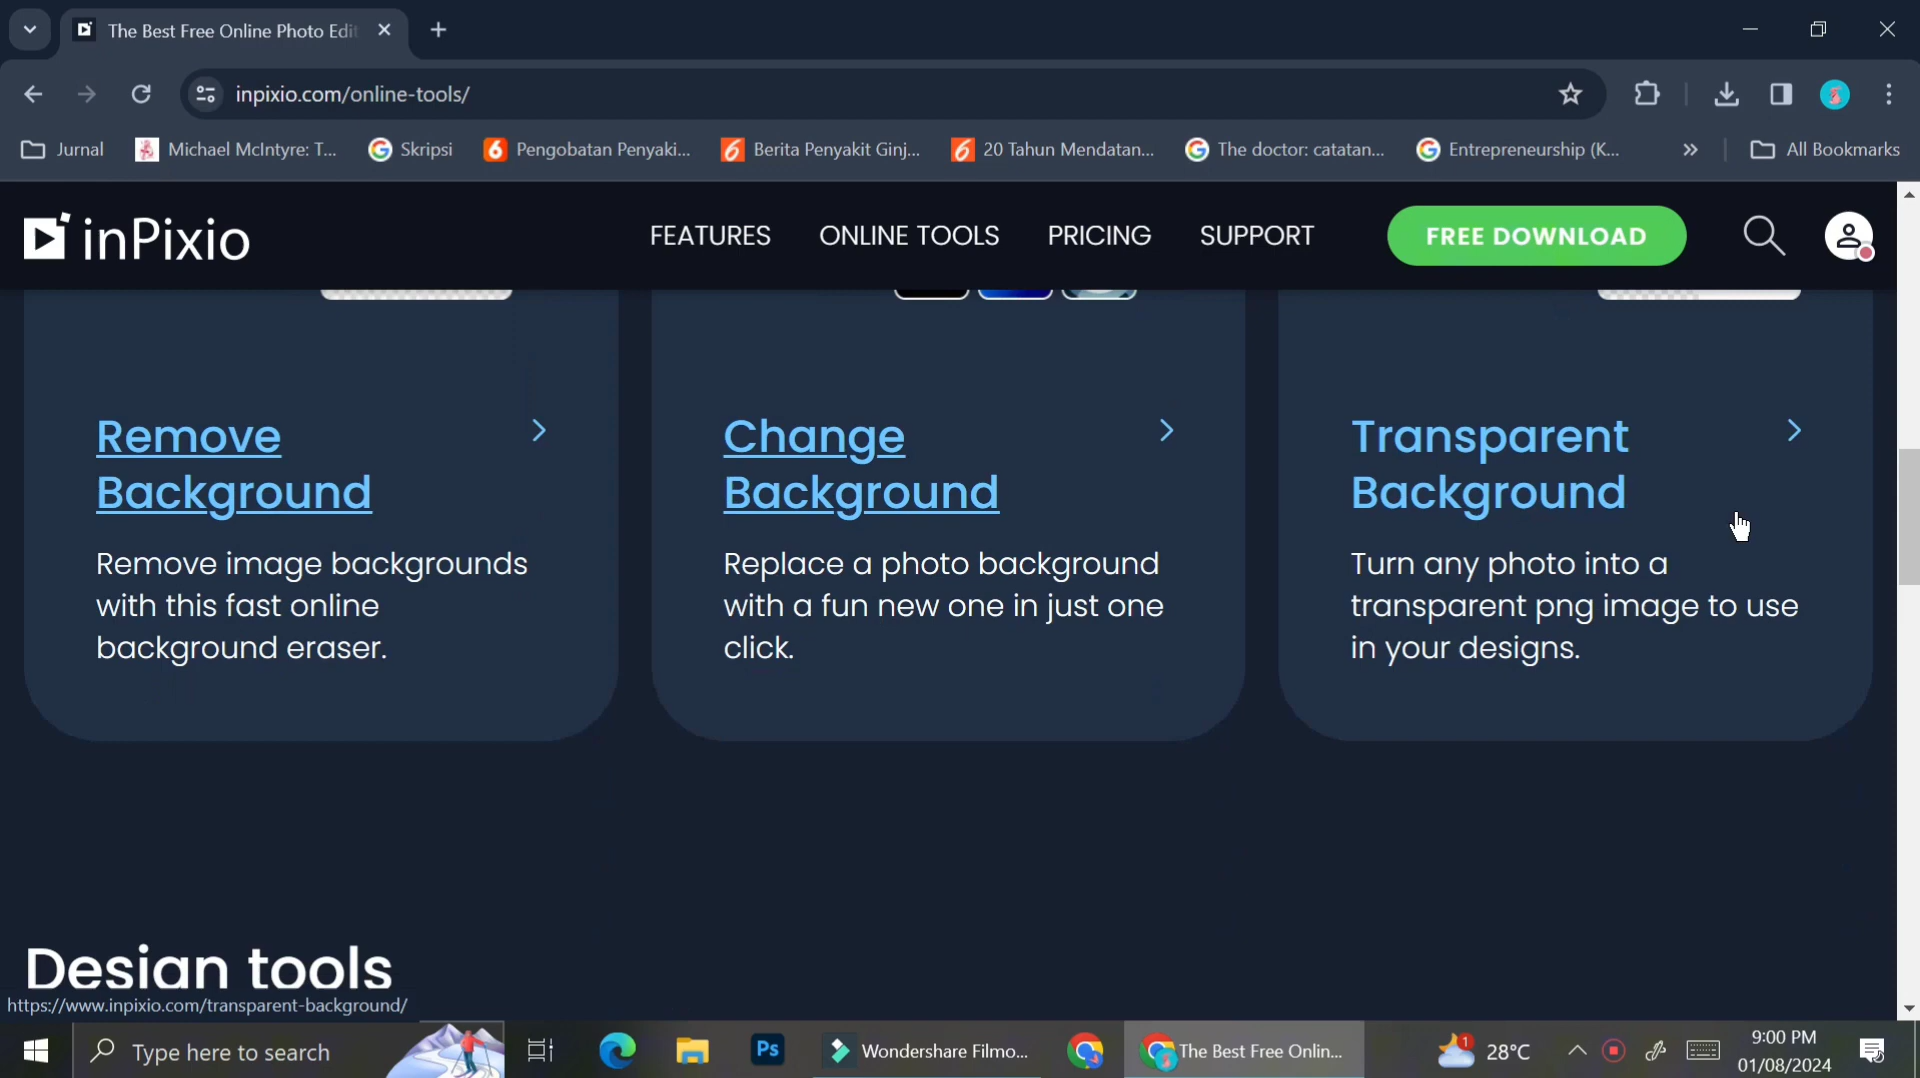 The Best Free Online Photo Edi
inpixio.com/online-tools/
Jurnal
Michael McIntyre: T...
Skripsi
Pengobatan Penyaki...
Berita Penyakit Ginj...
20 Tahun Mendatan...
The doctor: catatan...
Entrepreneurship (K...
All Bookmarks
inPixio
FEATURES
ONLINE TOOLS
PRICING
SUPPORT
FREE DOWNLOAD
Remove
Background
Remove image backgrounds
with this fast online
background eraser.
Change
Background
Replace a photo background
with a fun new one in just one
click.
Transparent
Background
Turn any photo into a
transparent png image to use
in your designs.
Design tools
https://www.inpixio.com/transparent-background/
Type here to search
Ps
Wondershare Filmo...
The Best Free Onlin...
1
28°C
9:00 PM
01/08/2024